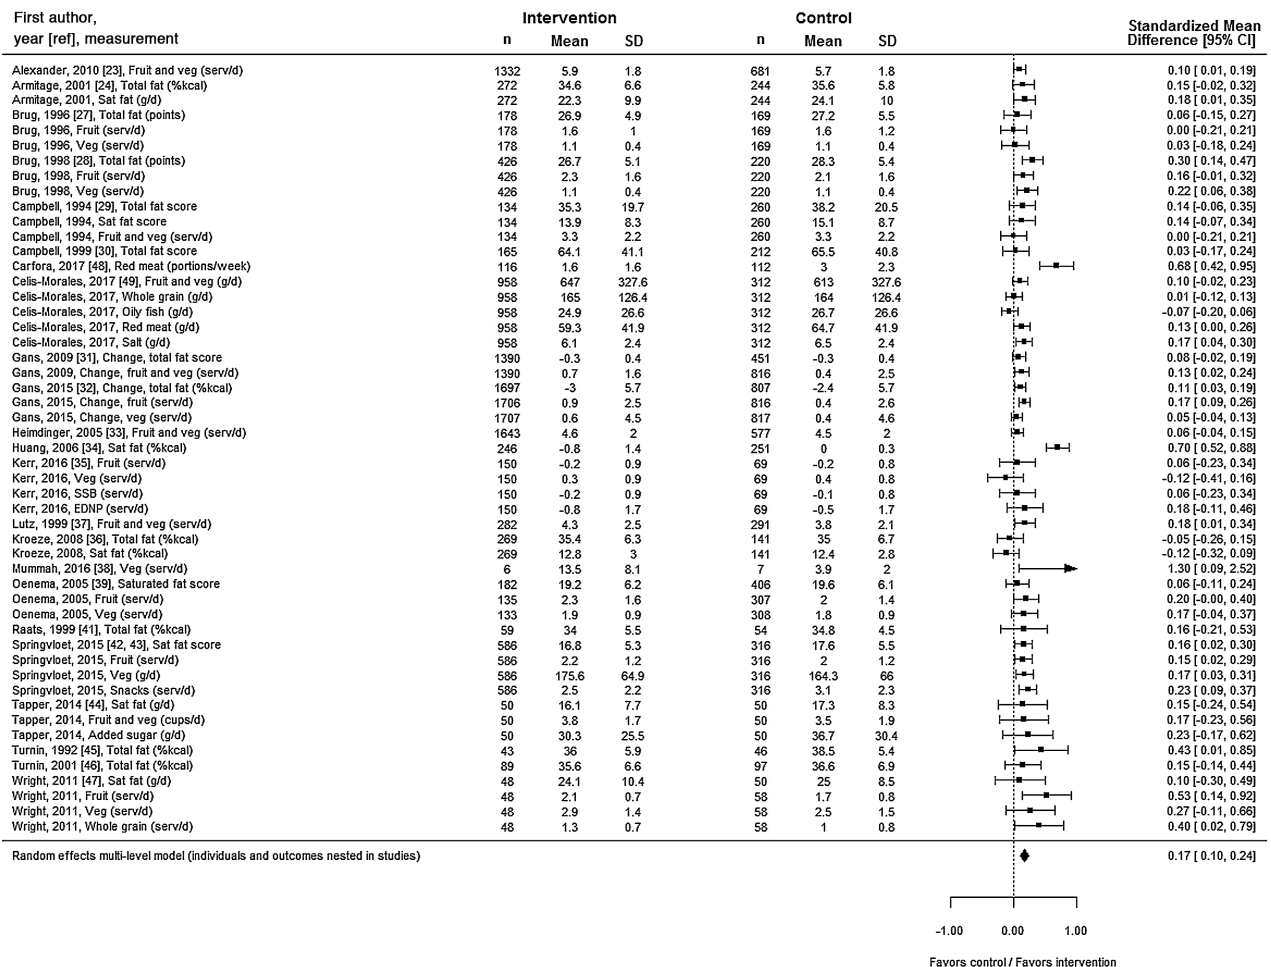 First author, Intervention Control
year [ref], measurement n Mean SD n Mean SD Standardized Mean
Difference [95% CI]
Alexander, 2010 [23], Fruit and veg (serv/d) 1332 5.9 1.8 681 5.7 1.8 0.10 [ 0.01, 0.19]
Armitage, 2001 [24], Total fat (%kcal) 272 34.6 6.6 244 35.6 5.8 0.15 [-0.02, 0.32]
Armitage, 2001, Sat fat (g/d) 272 22.3 9.9 244 24.1 10 0.18 [ 0.01, 0.35]
Brug, 1996 [27], Total fat (points) 178 26.9 4.9 169 27.2 5.5 0.06 [-0.15, 0.27]
Brug, 1996, Fruit (serv/d) 178 1.6 1 169 1.6 1.2 0.00 [-0.21, 0.21]
Brug, 1996, Veg (serv/d) 178 1.1 0.4 169 1.1 0.4 0.03 [-0.18, 0.24]
Brug, 1998 [28], Total fat (points) 426 26.7 5.1 220 28.3 5.4 0.30 [ 0.14, 0.47]
Brug, 1998, Fruit (serv/d) 426 2.3 1.6 220 2.1 1.6 0.16 [-0.01, 0.32]
Brug, 1998, Veg (serv/d) 426 1.1 0.4 220 1.1 0.4 0.22 [ 0.06, 0.38]
Campbell, 1994 [29], Total fat score 134 35.3 19.7 260 38.2 20.5 0.14 [-0.06, 0.35]
Campbell, 1994, Sat fat score 134 13.9 8.3 260 15.1 8.7 0.14 [-0.07, 0.34]
Campbell, 1994, Fruit and veg (serv/d) 134 3.3 2.2 260 3.3 2.2 0.00 [-0.21, 0.21]
Campbell, 1999 [30], Total fat score 165 64.1 41.1 212 65.5 40.8 0.03 [-0.17, 0.24]
Carfora, 2017 [48], Red meat (portions/week) 116 1.6 1.6 112 3 2.3 0.68 [ 0.42, 0.95]
Celis-Morales, 2017 [49], Fruit and veg (g/d) 958 647 327.6 312 613 327.6 0.10 [-0.02, 0.23]
Celis-Morales, 2017, Whole grain (g/d) 958 165 126.4 312 164 126.4 0.01 [-0.12, 0.13]
Celis-Morales, 2017, Oily fish (g/d) 958 24.9 26.6 312 26.7 26.6 -0.07 [-0.20, 0.06]
Celis-Morales, 2017, Red meat (g/d) 958 59.3 41.9 312 64.7 41.9 0.13 [ 0.00, 0.26]
Celis-Morales, 2017, Salt (g/d) 958 6.1 2.4 312 6.5 2.4 0.17 [ 0.04, 0.30]
Gans, 2009 [31], Change, total fat score 1390 -0.3 0.4 451 -0.3 0.4 0.08 [-0.02, 0.19]
Gans, 2009, Change, fruit and veg (serv/d) 1390 0.7 1.6 816 0.4 2.5 0.13 [ 0.02, 0.24]
Gans, 2015 [32], Change, total fat (%kcal) 1697 -3 5.7 807 -2.4 5.7 0.11 [ 0.03, 0.19]
Gans, 2015, Change, fruit (serv/d) 1706 0.9 2.5 816 0.4 2.6 0.17 [ 0.09, 0.26]
Gans, 2015, Change, veg (serv/d) 1707 0.6 4.5 817 0.4 4.6 0.05 [-0.04, 0.13]
Heimdinger, 2005 [33], Fruit and veg (serv/d) 1643 4.6 2 577 4.5 2 0.06 [-0.04, 0.15]
Huang, 2006 [34], Sat fat (%kcal) 246 -0.8 1.4 251 0 0.3 0.70 [ 0.52, 0.88]
Kerr, 2016 [35], Fruit (serv/d) 150 -0.2 0.9 69 -0.2 0.8 0.06 [-0.23, 0.34]
Kerr, 2016, Veg (serv/d) 150 0.3 0.9 69 0.4 0.8 -0.12 [-0.41, 0.16]
Kerr, 2016, SSB (serv/d) 150 -0.2 0.9 69 -0.1 0.8 0.06 [-0.23, 0.34]
Kerr, 2016, EDNP (serv/d) 150 -0.8 1.7 69 -0.5 1.7 0.18 [-0.11, 0.46]
Lutz, 1999 [37], Fruit and veg (serv/d) 282 4.3 2.5 291 3.8 2.1 0.18 [ 0.01, 0.34]
Kroeze, 2008 [36], Total fat (%kcal) 269 35.4 6.3 141 35 6.7 -0.05 [-0.26, 0.15]
Kroeze, 2008, Sat fat (%kcal) 269 12.8 3 141 12.4 2.8 -0.12 [-0.32, 0.09]
Mummah, 2016 [38], Veg (serv/d) 6 13.5 8.1 7 3.9 2 1.30 [ 0.09, 2.52]
Oenema, 2005 [39], Saturated fat score 182 19.2 6.2 406 19.6 6.1 0.06 [-0.11, 0.24]
Oenema, 2005, Fruit (serv/d) 135 2.3 1.6 307 2 1.4 0.20 [-0.00, 0.40]
Oenema, 2005, Veg (serv/d) 133 1.9 0.9 308 1.8 0.9 0.17 [-0.04, 0.37]
Raats, 1999 [41], Total fat (%kcal) 59 34 5.5 54 34.8 4.5 0.16 [-0.21, 0.53]
Springvloet, 2015 [42, 43], Sat fat score 586 16.8 5.3 316 17.6 5.5 0.16 [ 0.02, 0.30]
Springvloet, 2015, Fruit (serv/d) 586 2.2 1.2 316 2 1.2 0.15 [ 0.02, 0.29]
Springvloet, 2015, Veg (g/d) 586 175.6 64.9 316 164.3 66 0.17 [ 0.03, 0.31]
Springvloet, 2015, Snacks (serv/d) 586 2.5 2.2 316 3.1 2.3 0.23 [ 0.09, 0.37]
Tapper, 2014 [44], Sat fat (g/d) 50 16.1 7.7 50 17.3 8.3 0.15 [-0.24, 0.54]
Tapper, 2014, Fruit and veg (cups/d) 50 3.8 1.7 50 3.5 1.9 0.17 [-0.23, 0.56]
Tapper, 2014, Added sugar (g/d) 50 30.3 25.5 50 36.7 30.4 0.23 [-0.17, 0.62]
Turnin, 1992 [45], Total fat (%kcal) 43 36 5.9 46 38.5 5.4 0.43 [ 0.01, 0.85]
Turnin, 2001 [46], Total fat (%kcal) 89 35.6 6.6 97 36.6 6.9 0.15 [-0.14, 0.44]
Wright, 2011 [47], Sat fat (g/d) 48 24.1 10.4 50 25 8.5 0.10 [-0.30, 0.49]
Wright, 2011, Fruit (serv/d) 48 2.1 0.7 58 1.7 0.8 0.53 [ 0.14, 0.92]
Wright, 2011, Veg (serv/d) 48 2.9 1.4 58 2.5 1.5 0.27 [-0.11, 0.66]
Wright, 2011, Whole grain (serv/d) 48 1.3 0.7 58 1 0.8 0.40 [ 0.02, 0.79]
Random effects multi-level model (individuals and outcomes nested in studies) 0.17 [ 0.10, 0.24]
-1.00 0.00 1.00
Favors control / Favors intervention